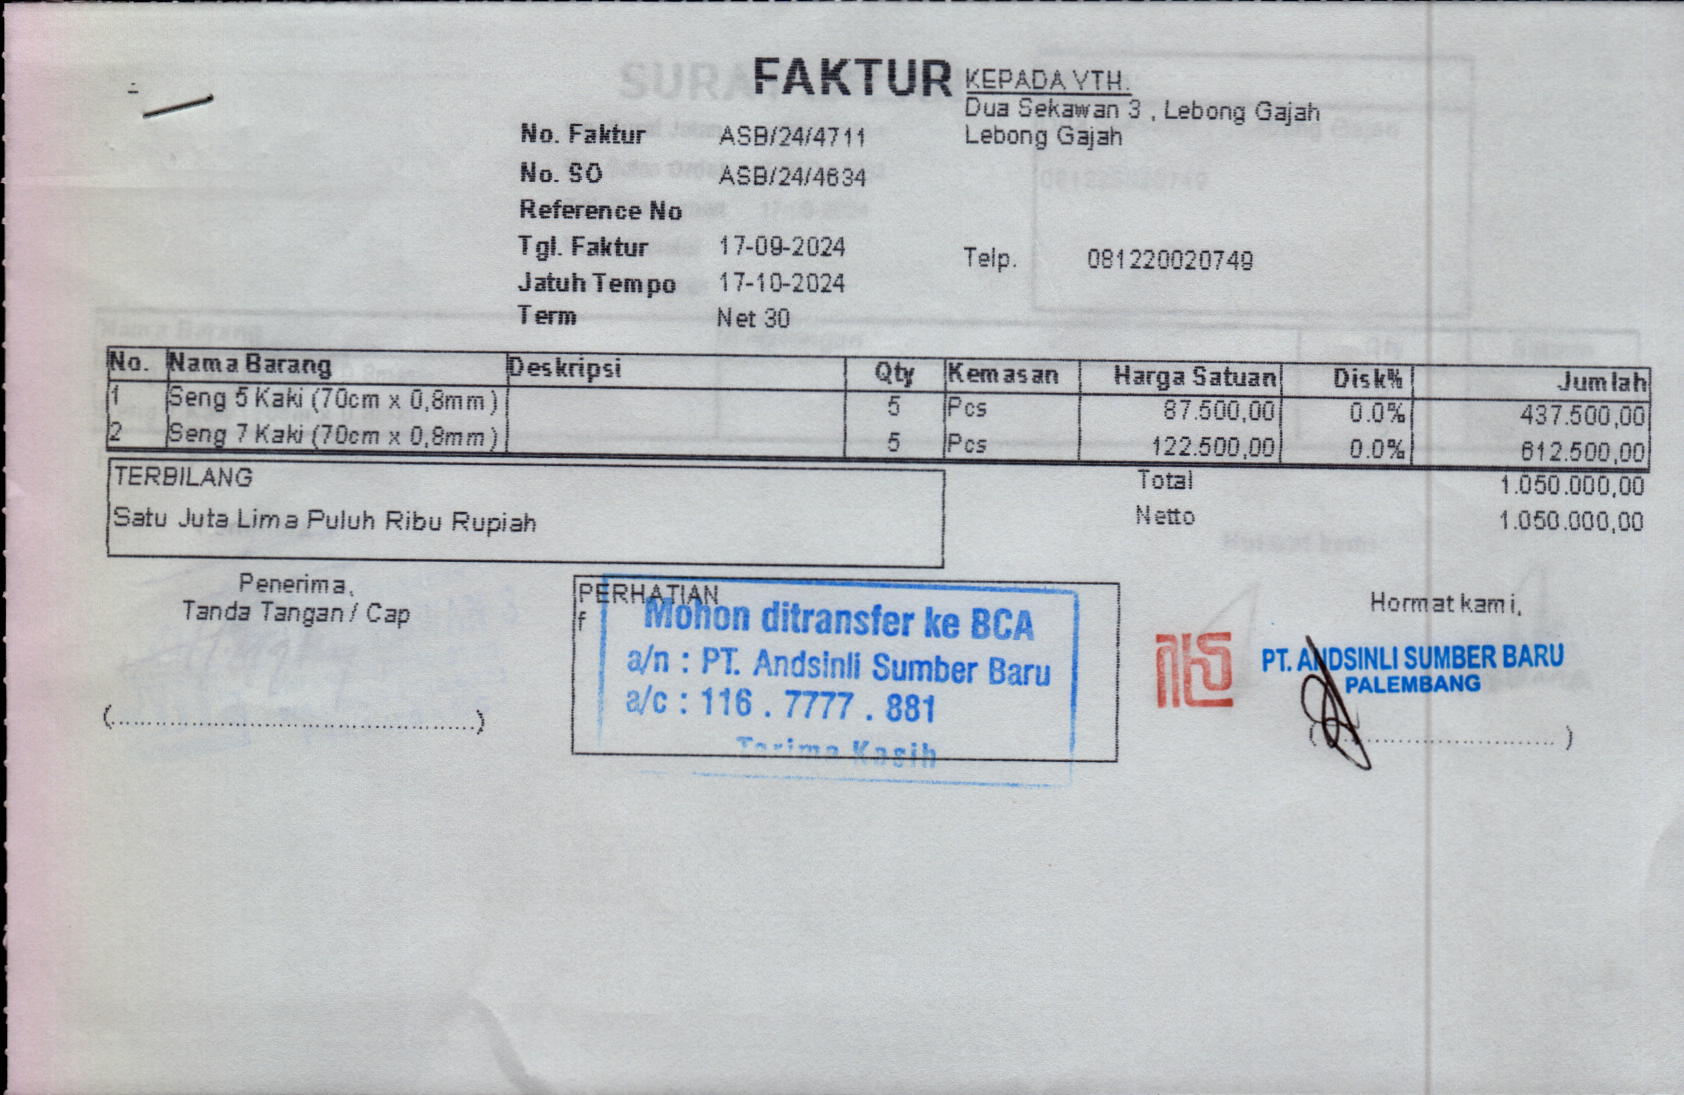 FAKTUR
KEPADA YTH.
Dua Sekawan 3 , Lebong Gajah
Lebong Gajah
No. Faktur ASB/24/4711
No. SO ASB/24/4634
Reference No
Tgl. Faktur 17-09-2024
Telp. 081220020749
Jatuh Tempo 17-10-2024
Term Net 30
No. Nama Barang Deskripsi Qty Kemasan Harga Satuan Disk% Jumlah
1 Seng 5 Kaki (70cm x 0,8mm) 5 Pcs 87.500,00 0.0% 437.500,00
2 Seng 7 Kaki (70cm x 0,8mm) 5 Pcs 122.500,00 0.0% 612.500,00
TERBILANG
Satu Juta Lima Puluh Ribu Rupiah
Total 1.050.000,00
Netto 1.050.000,00
Penerima,
Tanda Tangan / Cap
(................................................)
PERHATIAN
f
Mohon ditransfer ke BCA
a/n : PT. Andsinli Sumber Baru
a/c : 116 . 7777 . 881
Terima Kasih
Hormat kami,
PT. ANDSINLI SUMBER BARU
PALEMBANG
(................................)